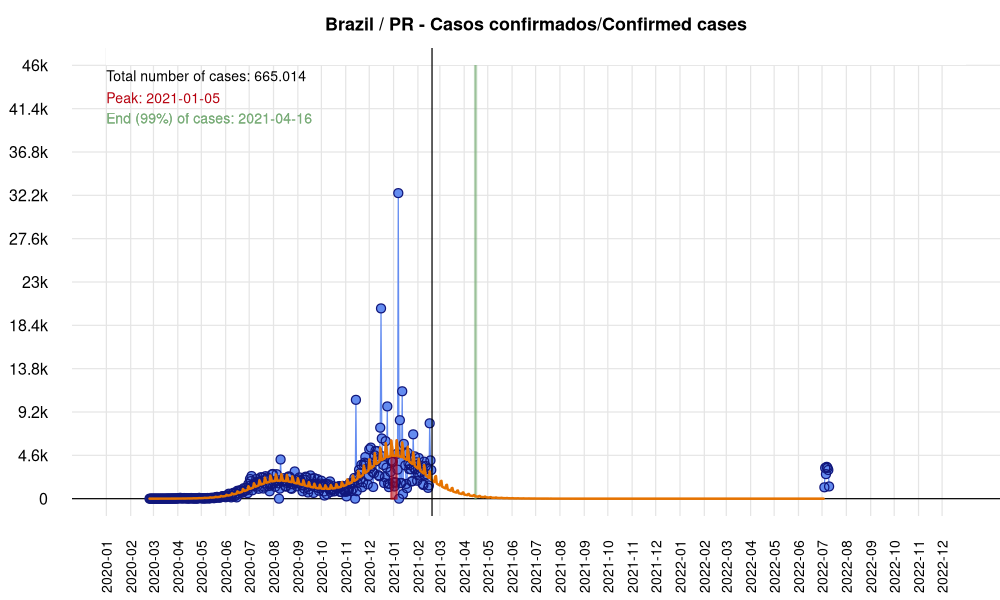 Brazil / PR - Casos confirmados/Confirmed cases
Total number of cases: 665.014
Peak: 2021-01-05
End (99%) of cases: 2021-04-16
46k
41.4k
36.8k
32.2k
27.6k
23k
18.4k
13.8k
9.2k
4.6k
0
2020-01
2020-02
2020-03
2020-04
2020-05
2020-06
2020-07
2020-08
2020-09
2020-10
2020-11
2020-12
2021-01
2021-03
2021-04
2021-05
2021-06
2021-07
2021-08
2021-09
2021-10
2021-11
2021-12
2022-01
2022-02
2022-03
2022-04
2022-05
2022-06
2022-07
2022-08
2022-09
2022-10
2022-11
2022-12